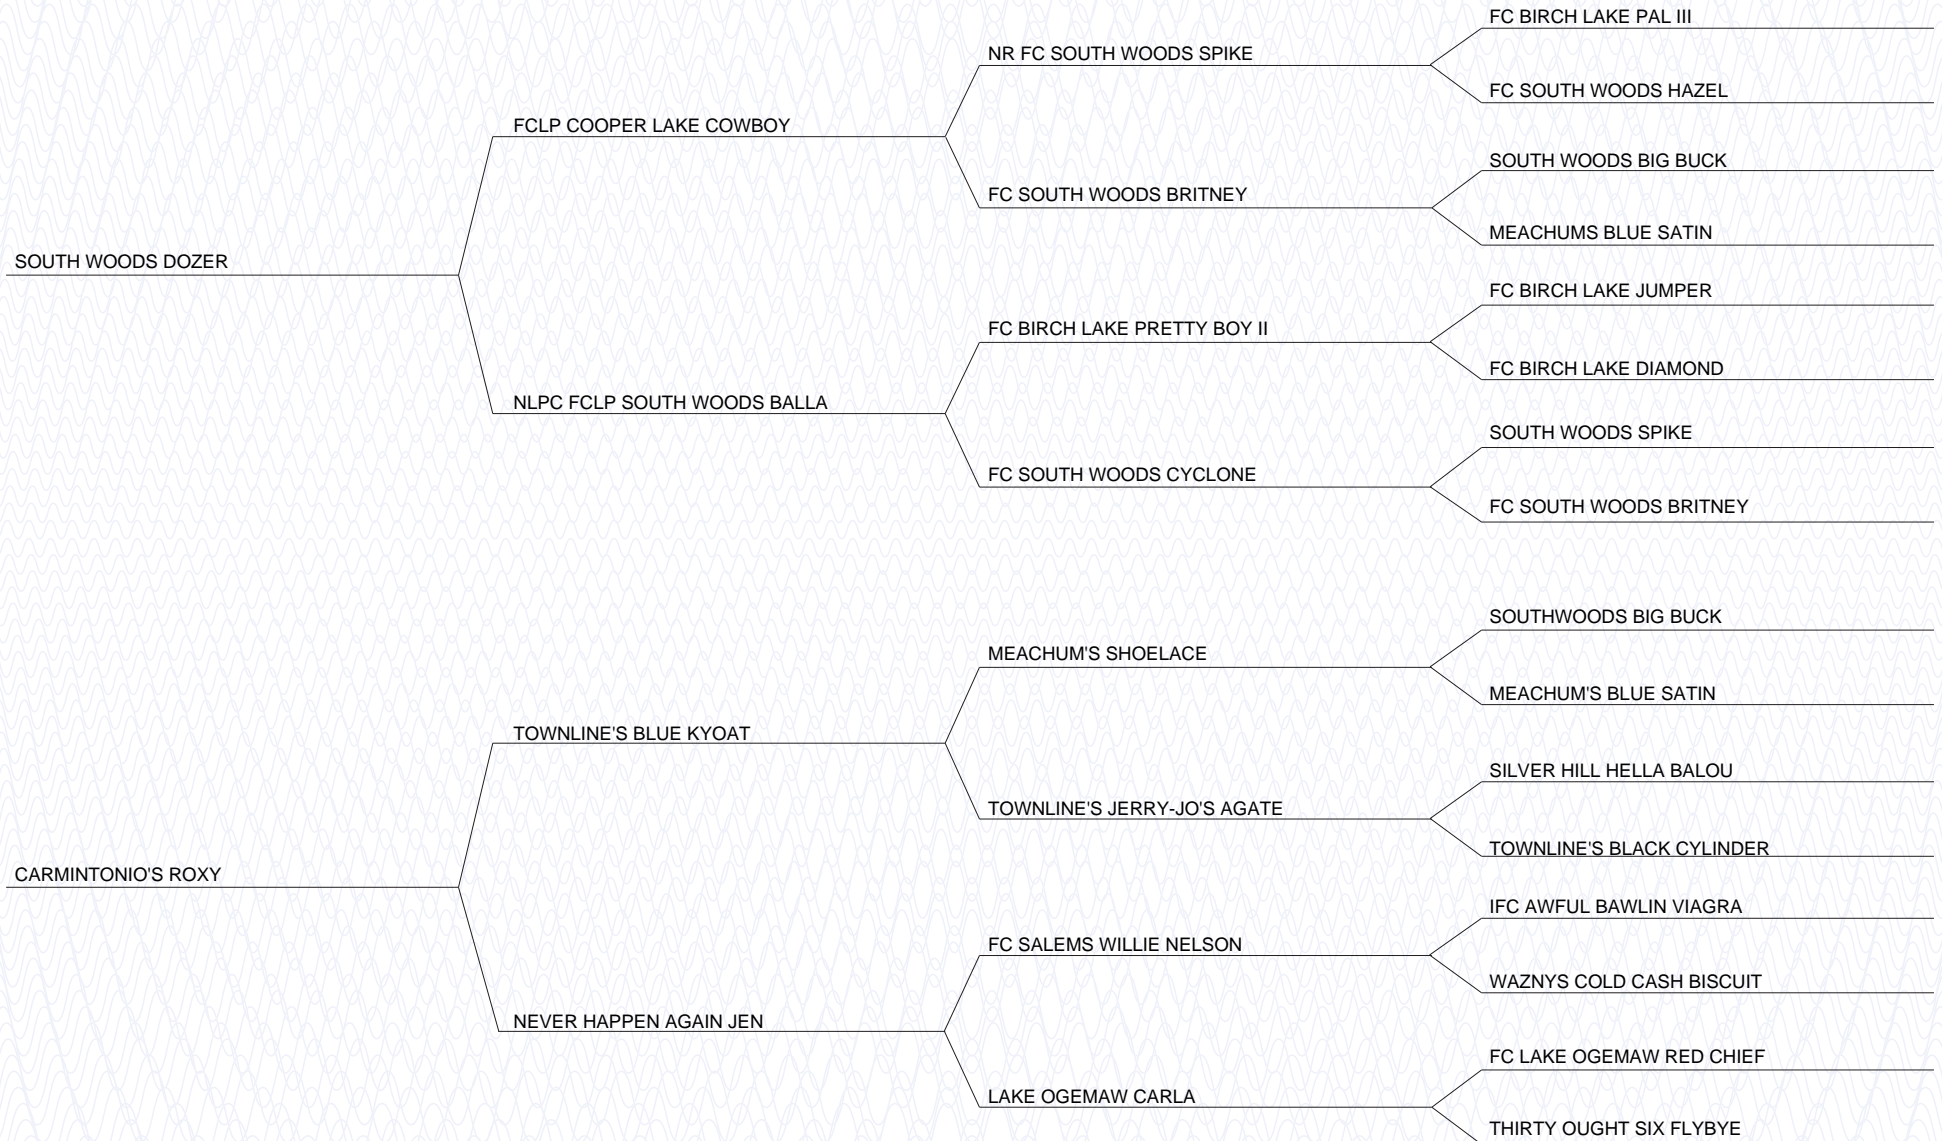 FC BIRCH LAKE PAL III
NR FC SOUTH WOODS SPIKE
FC SOUTH WOODS HAZEL
FCLP COOPER LAKE COWBOY
SOUTH WOODS BIG BUCK
FC SOUTH WOODS BRITNEY
MEACHUMS BLUE SATIN
SOUTH WOODS DOZER
FC BIRCH LAKE JUMPER
FC BIRCH LAKE PRETTY BOY II
FC BIRCH LAKE DIAMOND
NLPC FCLP SOUTH WOODS BALLA
SOUTH WOODS SPIKE
FC SOUTH WOODS CYCLONE
FC SOUTH WOODS BRITNEY
SOUTHWOODS BIG BUCK
MEACHUM'S SHOELACE
MEACHUM'S BLUE SATIN
TOWNLINE'S BLUE KYOAT
SILVER HILL HELLA BALOU
TOWNLINE'S JERRY-JO'S AGATE
TOWNLINE'S BLACK CYLINDER
CARMINTONIO'S ROXY
IFC AWFUL BAWLIN VIAGRA
FC SALEMS WILLIE NELSON
WAZNYS COLD CASH BISCUIT
NEVER HAPPEN AGAIN JEN
FC LAKE OGEMAW RED CHIEF
LAKE OGEMAW CARLA
THIRTY OUGHT SIX FLYBYE